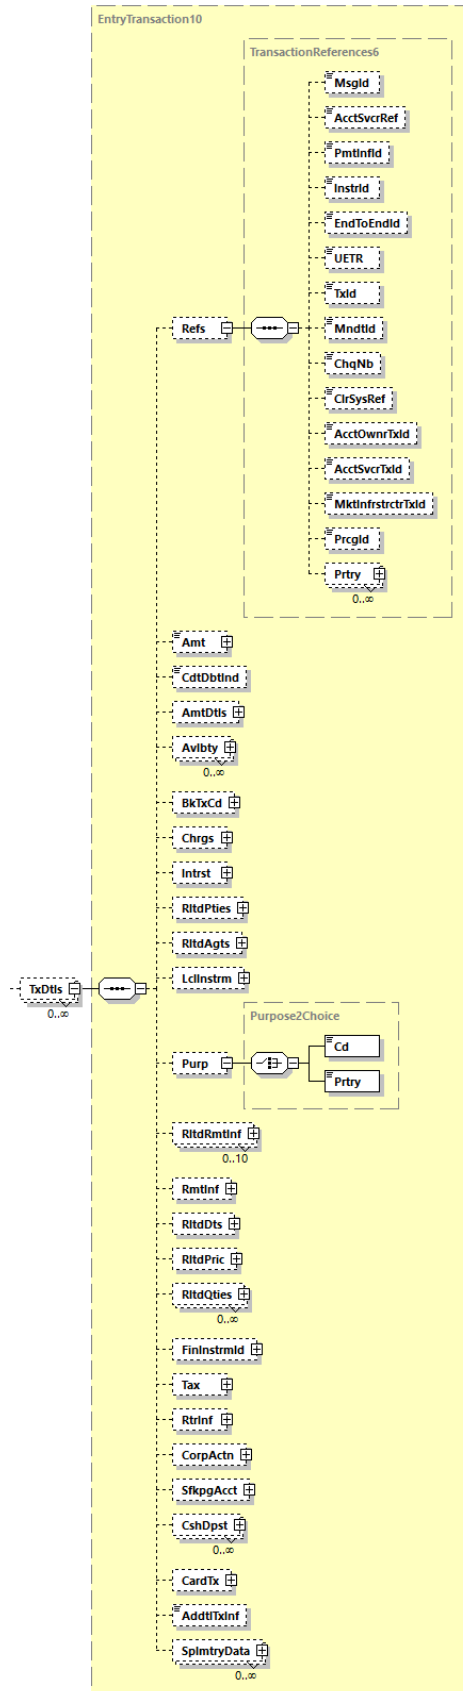 EntryTransaction10
TransactionReferences6
MsgId
AcctSvcrRef
PmtInfId
InstrId
EndToEndId
UETR
TxId
Refs
MndtId
ChqNb
ClrSysRef
AcctOwnrTxId
AcctSvcrTxId
MktInfrstrctrTxId
PrcgId
Prtry
0..∞
Amt
CdtDbtInd
AmtDtls
Avlbty
0..∞
BkTxCd
Chrgs
Intrst
RltdPties
RltdAgts
LclInstrm
TxDtls
0..∞
Purpose2Choice
Cd
Purp
Prtry
RltdRmtInf
0..10
RmtInf
RltdDts
RltdPric
RltdQties
0..∞
FinInstrmId
Tax
RtrInf
CorpActn
SfkpgAcct
CshDpst
0..∞
CardTx
AddtlTxInf
SplmtryData
0..∞